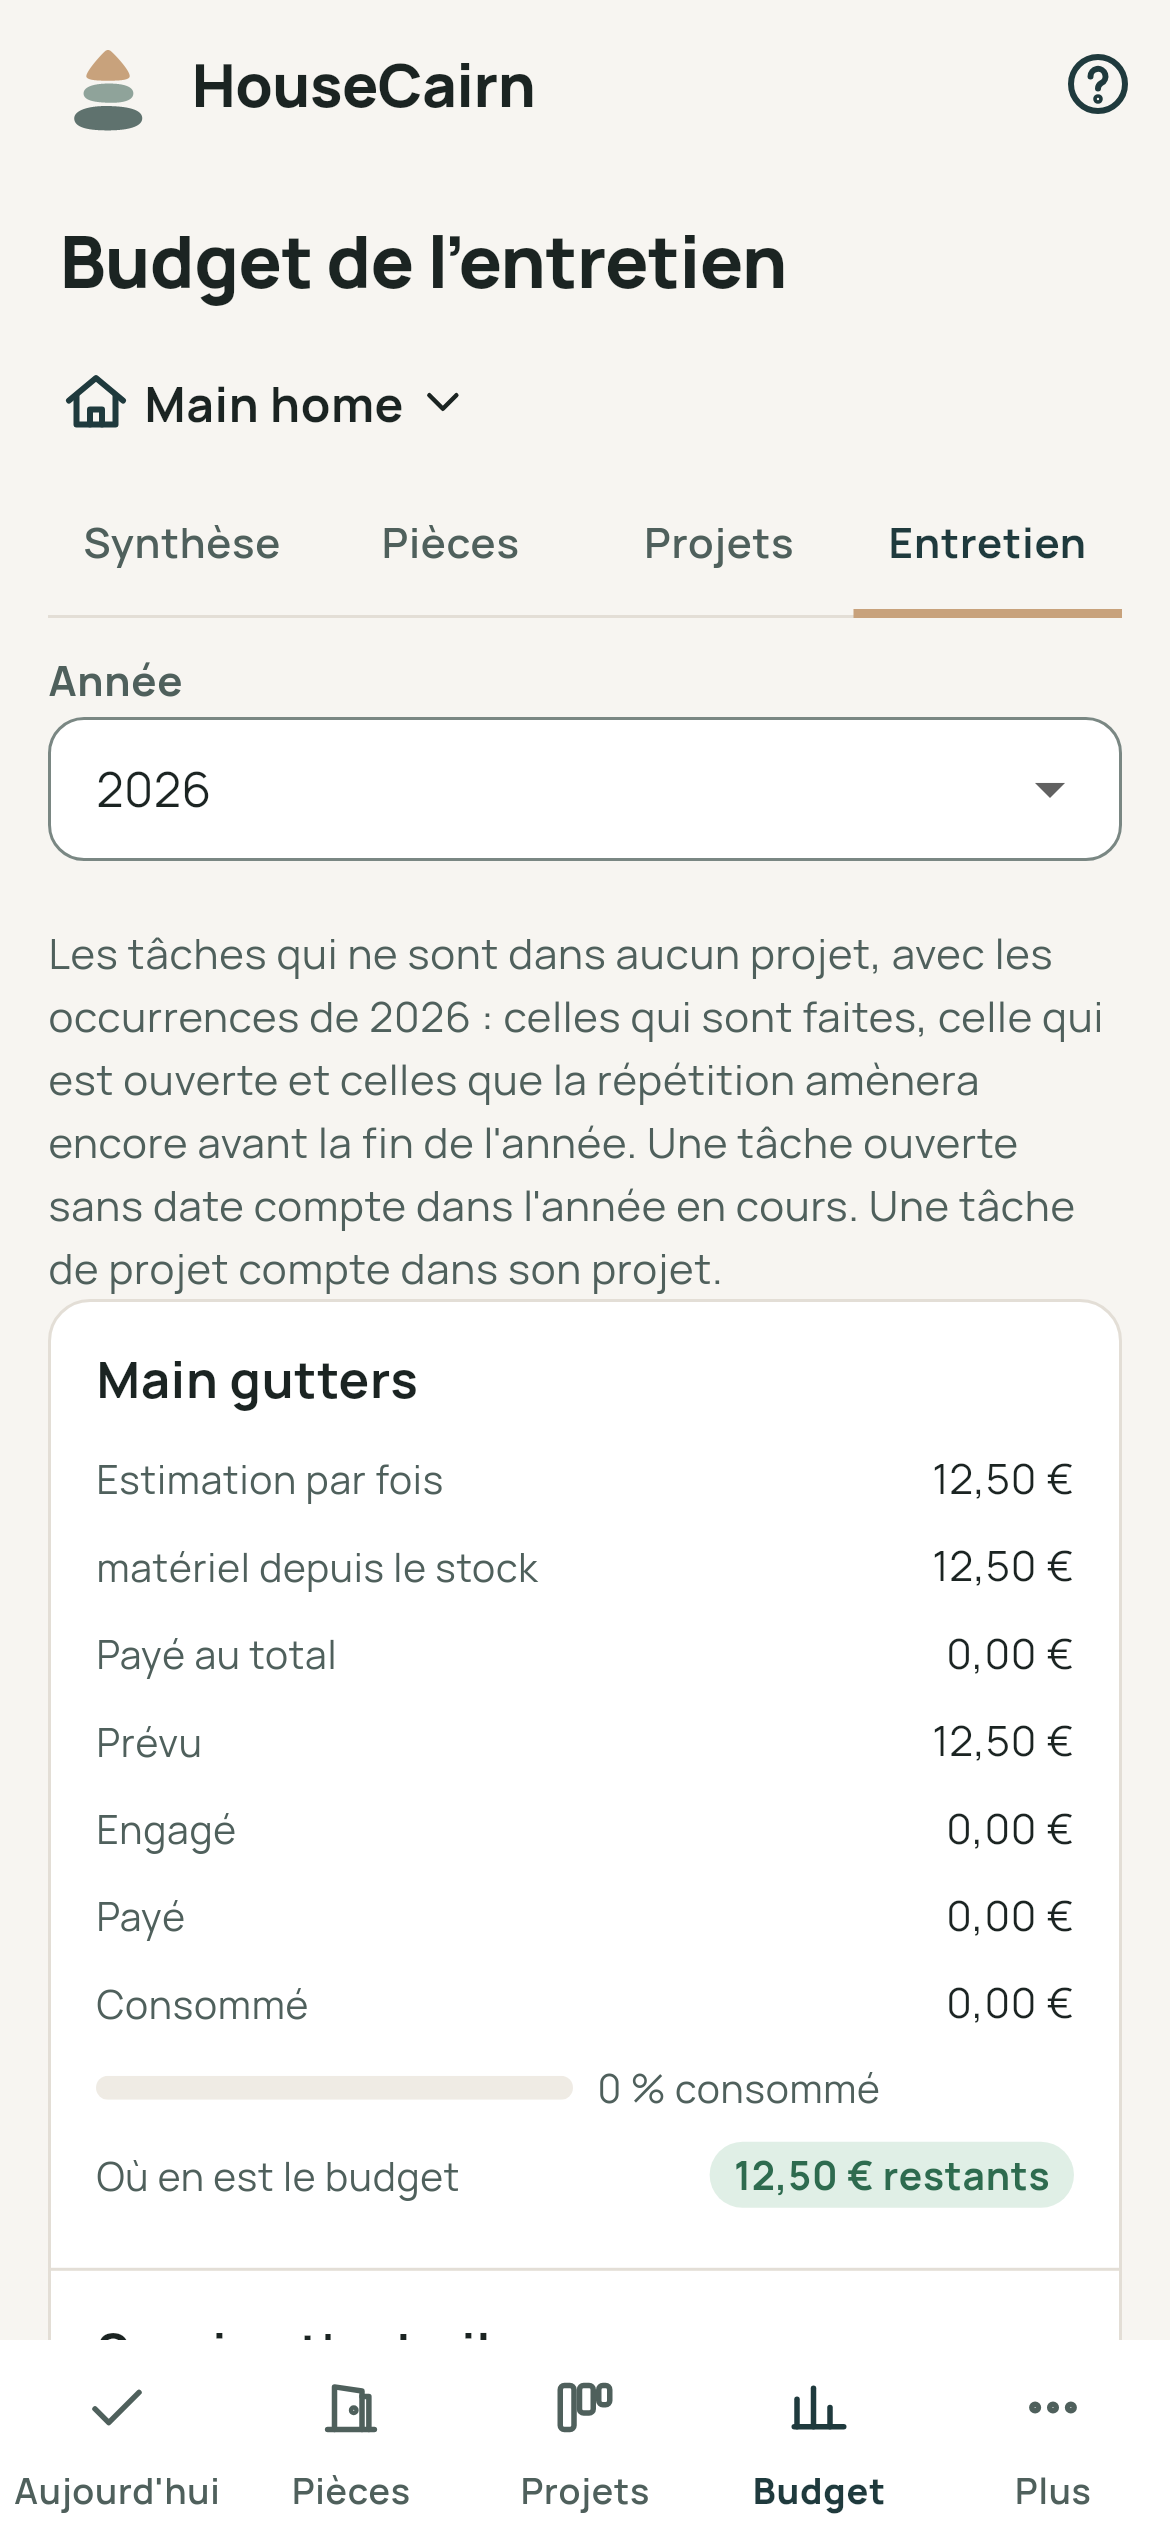 HouseCairn
Budget de l’entretien
Main home
Synthèse Pièces Projets Entretien
Année
2026
Les tâches qui ne sont dans aucun projet, avec les
occurrences de 2026 : celles qui sont faites, celle qui
est ouverte et celles que la répétition amènera
encore avant la fin de l'année. Une tâche ouverte
sans date compte dans l'année en cours. Une tâche
de projet compte dans son projet.
Main gutters
Estimation par fois 12,50 €
matériel depuis le stock 12,50 €
Payé au total 0,00 €
Prévu 12,50 €
Engagé 0,00 €
Payé 0,00 €
Consommé 0,00 €
0 % consommé
Où en est le budget 12,50 € restants
Aujourd'hui Pièces Projets Budget Plus